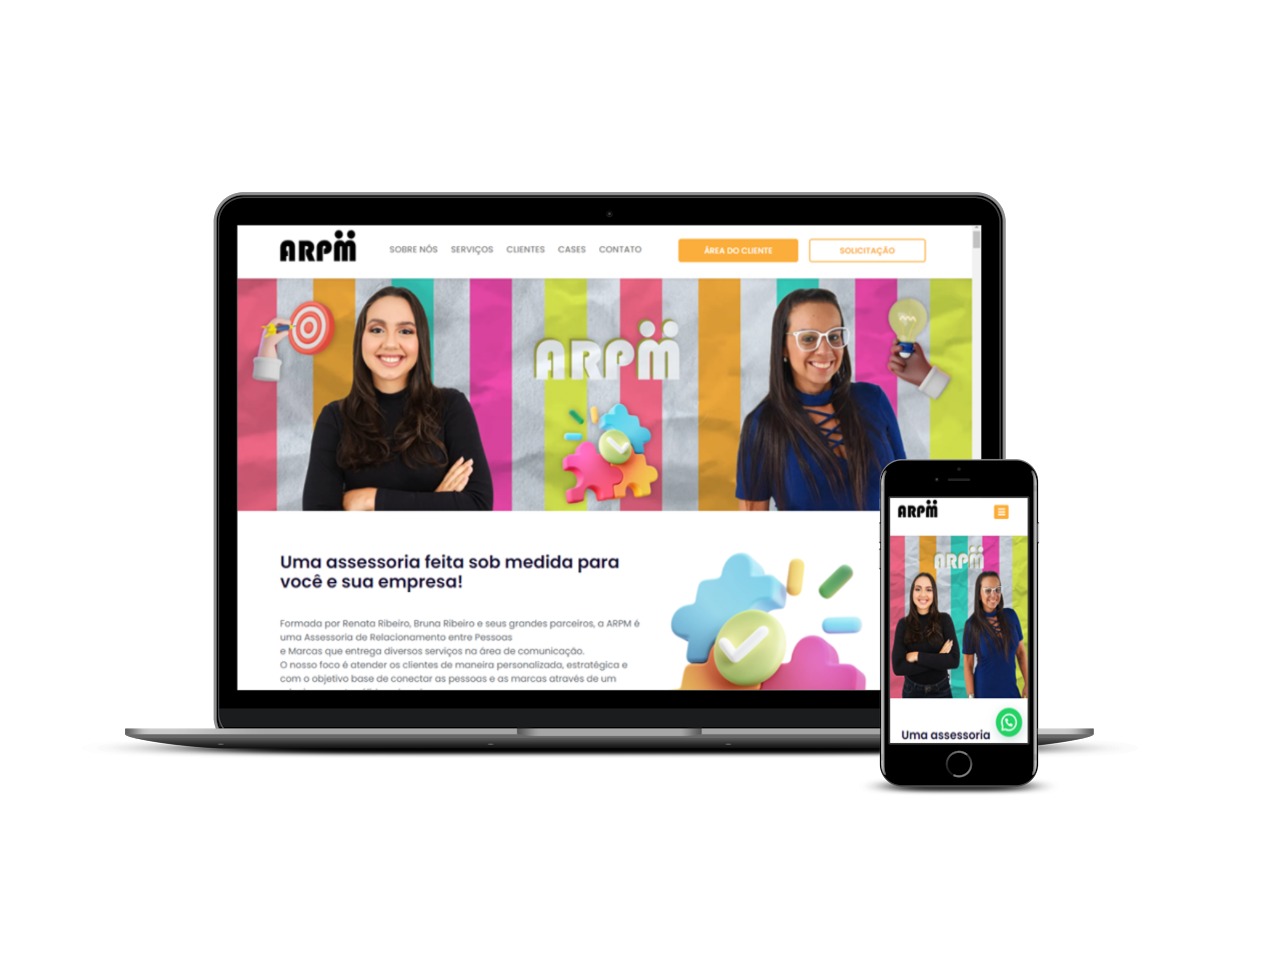 ARPM
SOBRE NÓS SERVIÇOS CLIENTES CASES CONTATO
ÁREA DO CLIENTE
SOLICITAÇÃO
ARPM
Uma assessoria feita sob medida para
você e sua empresa!
Formada por Renata Ribeiro, Bruna Ribeiro e seus grandes parceiros, a ARPM é
uma Assessoria de Relacionamento entre Pessoas
e Marcas que entrega diversos serviços na área de comunicação.
O nosso foco é atender os clientes de maneira personalizada, estratégica e
com o objetivo base de conectar as pessoas e as marcas através de um
ARPM
ARPM
Uma assessoria